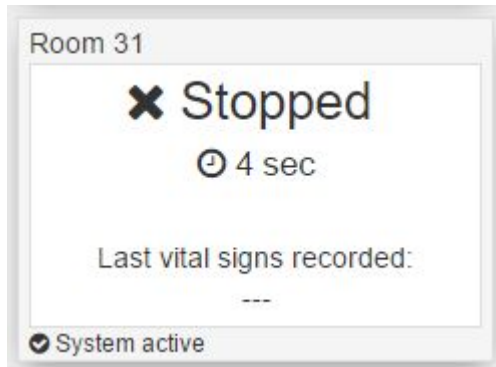 Room 31
Stopped
4 sec
Last vital signs recorded:
---
System active